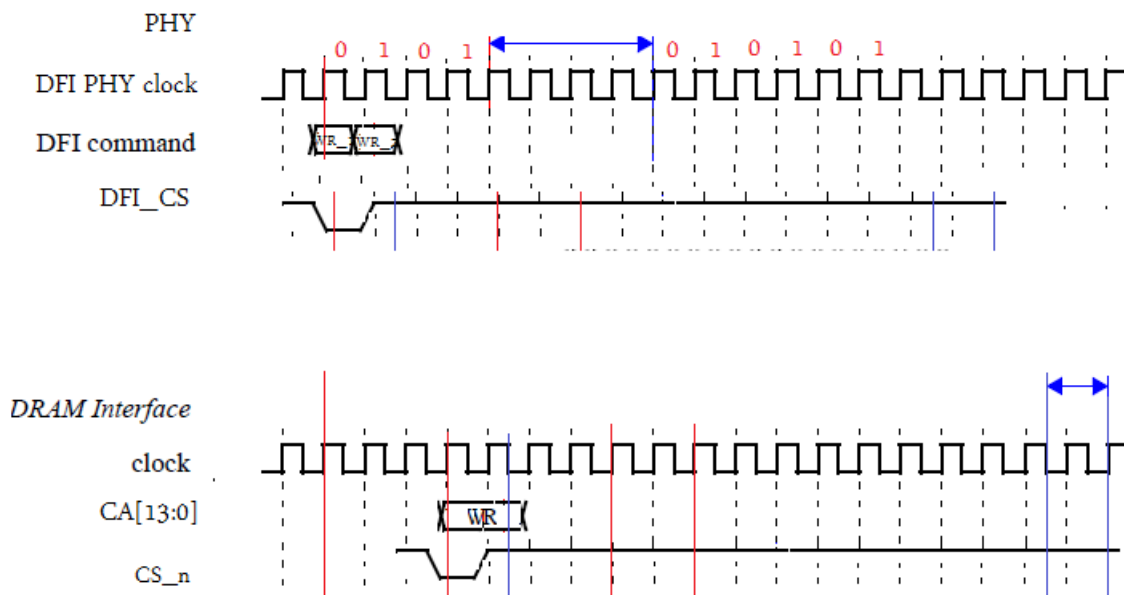 PHY
0 1 0 1 0 1 0 1 0 1
DFI PHY clock
DFI command WR_ WR_
DFI_CS
DRAM Interface
clock
CA[13:0] WR
CS_n